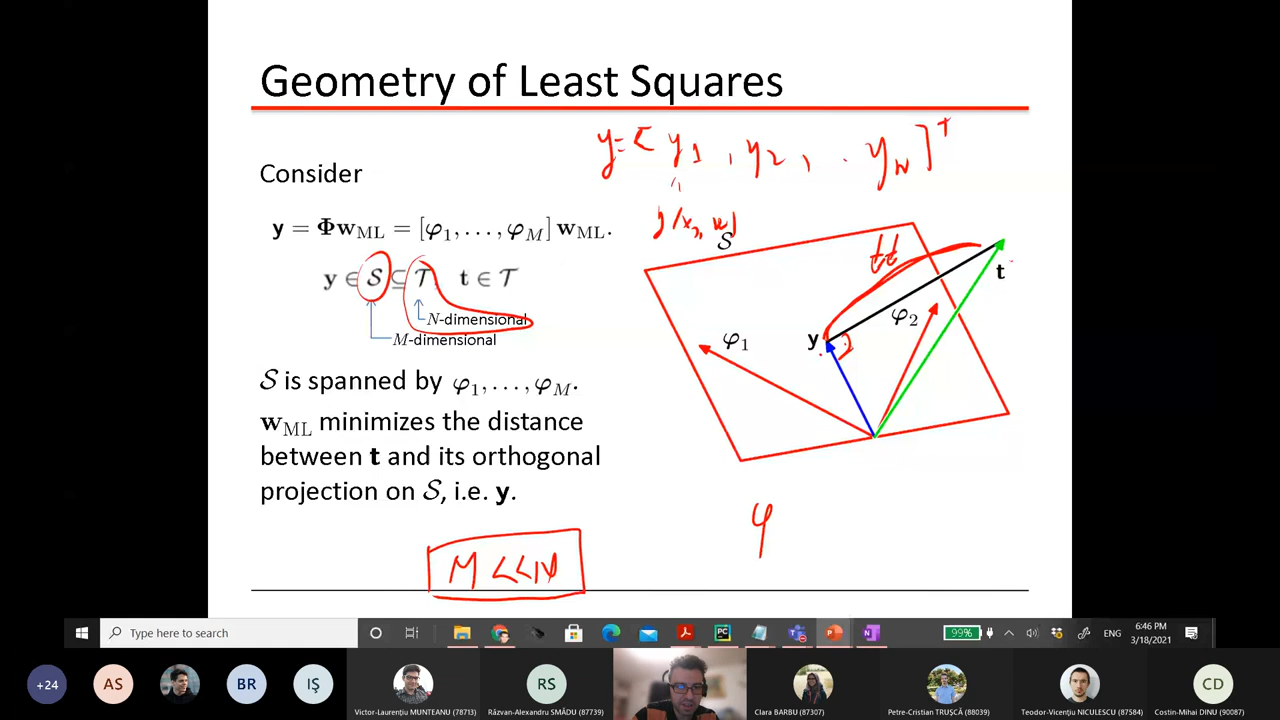 Geometry of Least Squares
y = [ y1 , y2 , . yN ]ᵀ
Consider
y = Φw_ML = [φ1, . . . , φM] w_ML.
S
y ∈ S ⊆ T t ∈ T
N-dimensional
M-dimensional
t
φ2
y
φ1
S is spanned by φ1, . . . , φM.
w_ML minimizes the distance
between t and its orthogonal
projection on S, i.e. y.
φ
M <<N
Type here to search
99%
ENG
6:46 PM
3/18/2021
+24
AS
BR
IŞ
RS
CD
Victor-Laurențiu MUNTEANU (78713)
Răzvan-Alexandru SMĂDU (87739)
Clara BARBU (87307)
Petre-Cristian TRUȘCĂ (88039)
Teodor-Vicențiu NICULESCU (87584)
Costin-Mihai DINU (90087)